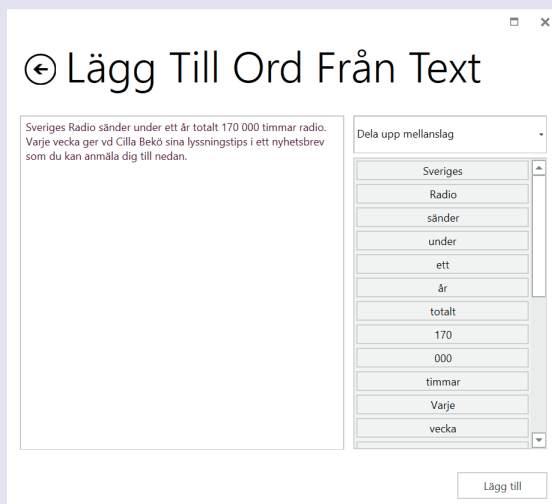 Lägg Till Ord Från Text
Sveriges Radio sänder under ett år totalt 170 000 timmar radio.
Varje vecka ger vd Cilla Bekö sina lyssningstips i ett nyhetsbrev
som du kan anmäla dig till nedan.
Dela upp mellanslag
Sveriges
Radio
sänder
under
ett
år
totalt
170
000
timmar
Varje
vecka
Lägg till